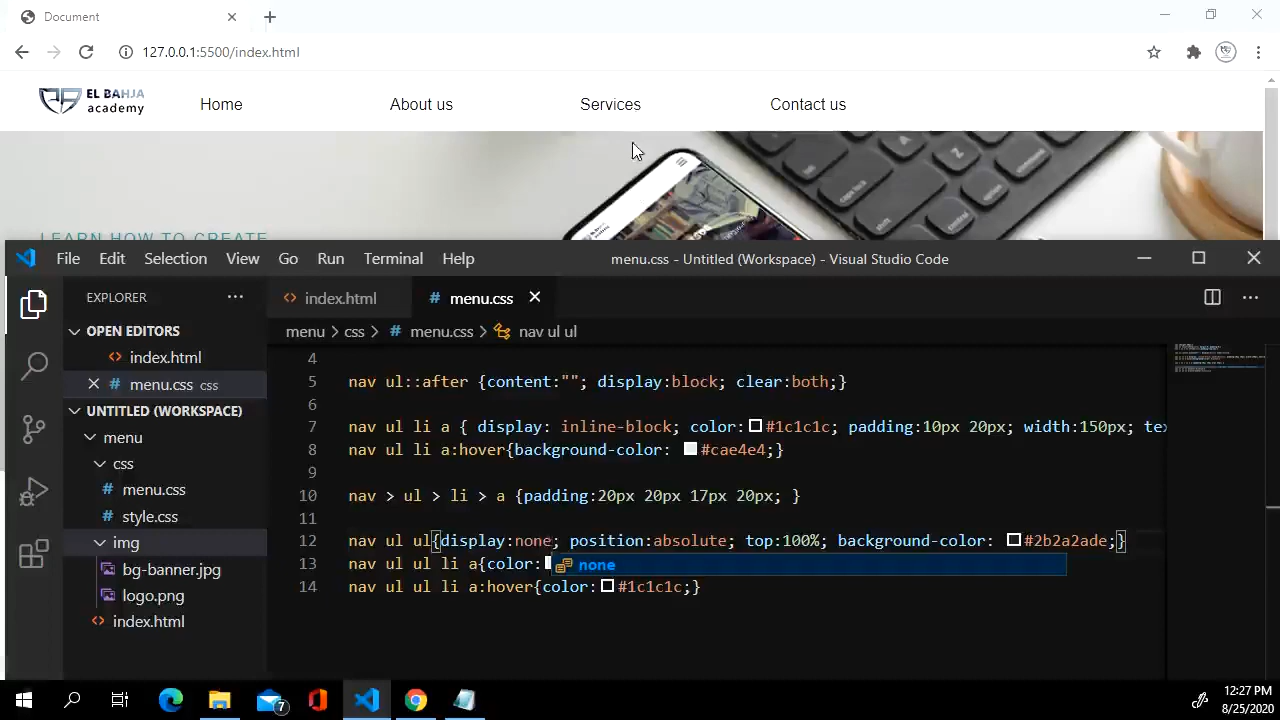 Document
127.0.0.1:5500/index.html
EL BAHJA
academy
Home
About us
Services
Contact us
LEARN HOW TO CREATE
File Edit Selection View Go Run Terminal Help
menu.css - Untitled (Workspace) - Visual Studio Code
EXPLORER
index.html
menu.css
menu > css > # menu.css > nav ul ul
OPEN EDITORS
index.html
menu.css css
UNTITLED (WORKSPACE)
menu
css
# menu.css
# style.css
img
bg-banner.jpg
logo.png
index.html
4
5 nav ul::after {content:""; display:block; clear:both;}
6
7 nav ul li a { display: inline-block; color: #1c1c1c; padding:10px 20px; width:150px; tex
8 nav ul li a:hover{background-color: #cae4e4;}
9
10 nav > ul > li > a {padding:20px 20px 17px 20px; }
11
12 nav ul ul{display:none; position:absolute; top:100%; background-color: #2b2a2ade;}
13 nav ul ul li a{color:
none
14 nav ul ul li a:hover{color: #1c1c1c;}
7
12:27 PM
8/25/2020